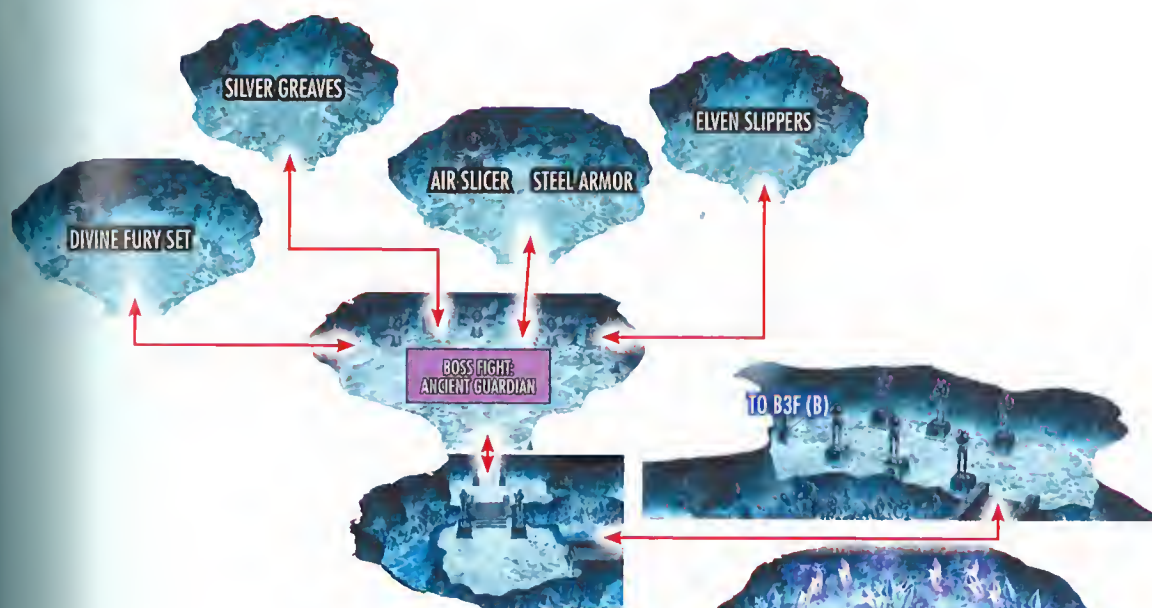 SILVER GREAVES
ELVEN SLIPPERS
AIR SLICER
STEEL ARMOR
DIVINE FURY SET
BOSS FIGHT:
ANCIENT GUARDIAN
TO B3F (B)